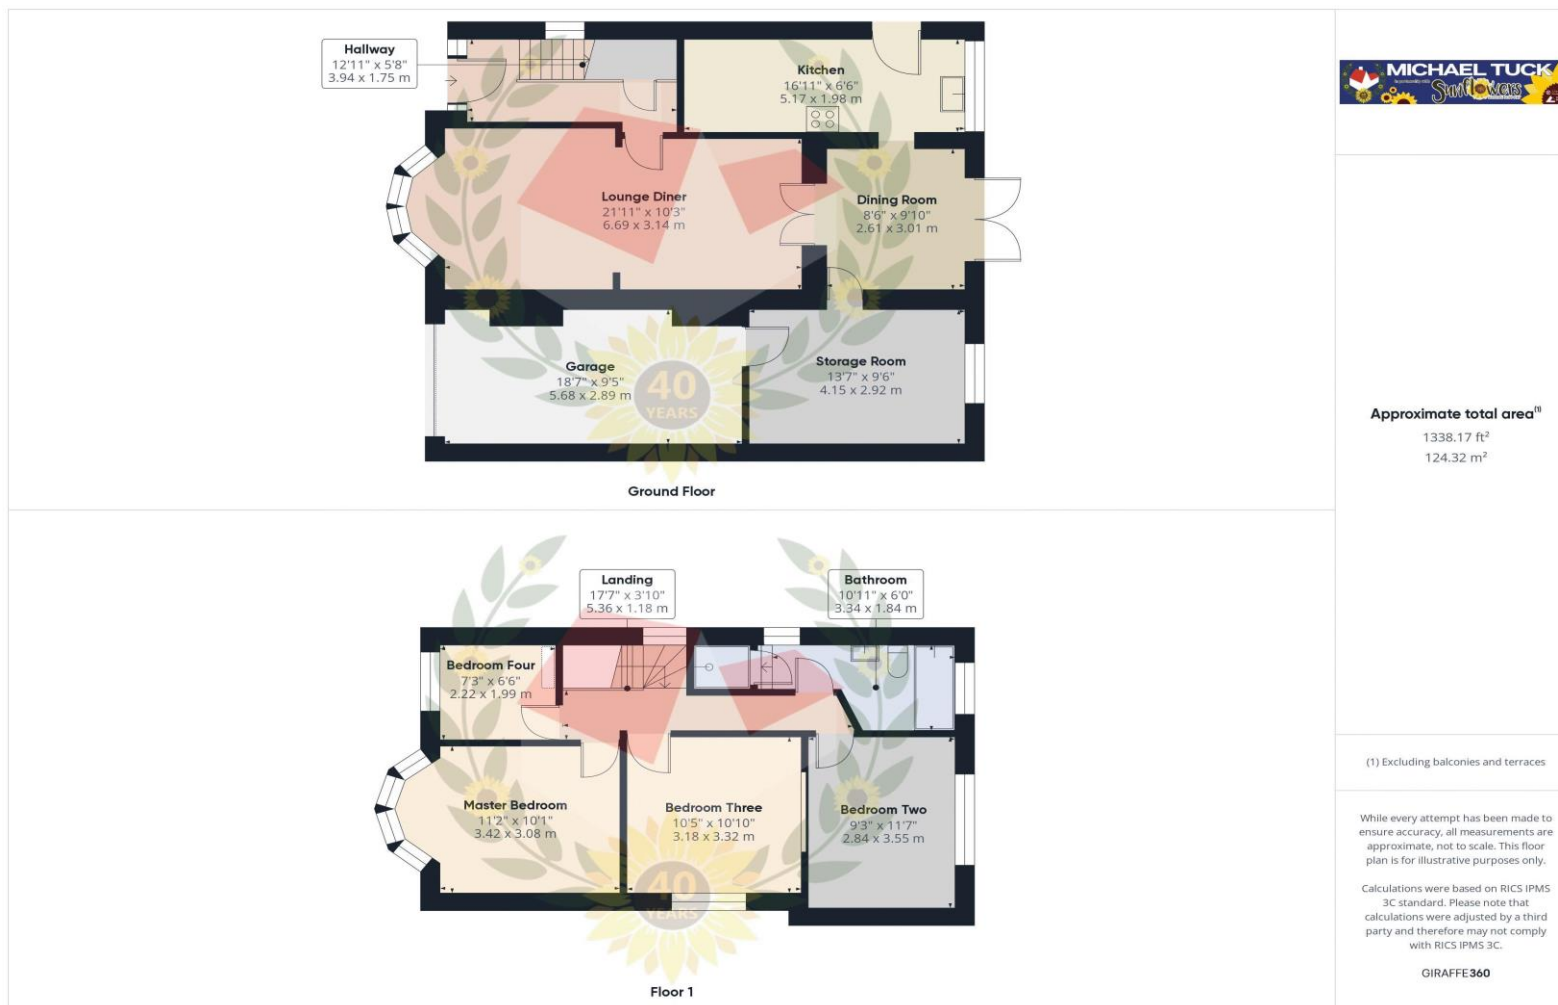 Hallway
12'11" x 5'8"
3.94 x 1.75 m
Kitchen
16'11" x 6'6"
5.17 x 1.98 m
Lounge Diner
21'11" x 10'3"
6.69 x 3.14 m
Dining Room
8'6" x 9'10"
2.61 x 3.01 m
Garage
18'7" x 9'5"
5.68 x 2.89 m
Storage Room
13'7" x 9'6"
4.15 x 2.92 m
40
YEARS
Ground Floor
Landing
17'7" x 3'10"
5.36 x 1.18 m
Bathroom
10'11" x 6'0"
3.34 x 1.84 m
Bedroom Four
7'3" x 6'6"
2.22 x 1.99 m
Master Bedroom
11'2" x 10'1"
3.42 x 3.08 m
Bedroom Three
10'5" x 10'10"
3.18 x 3.32 m
Bedroom Two
9'3" x 11'7"
2.84 x 3.55 m
40
YEARS
Floor 1
MICHAEL TUCK
Sunflowers
Approximate total area(1)
1338.17 ft²
124.32 m²
(1) Excluding balconies and terraces
While every attempt has been made to
ensure accuracy, all measurements are
approximate, not to scale. This floor
plan is for illustrative purposes only.
Calculations were based on RICS IPMS
3C standard. Please note that
calculations were adjusted by a third
party and therefore may not comply
with RICS IPMS 3C.
GIRAFFE360